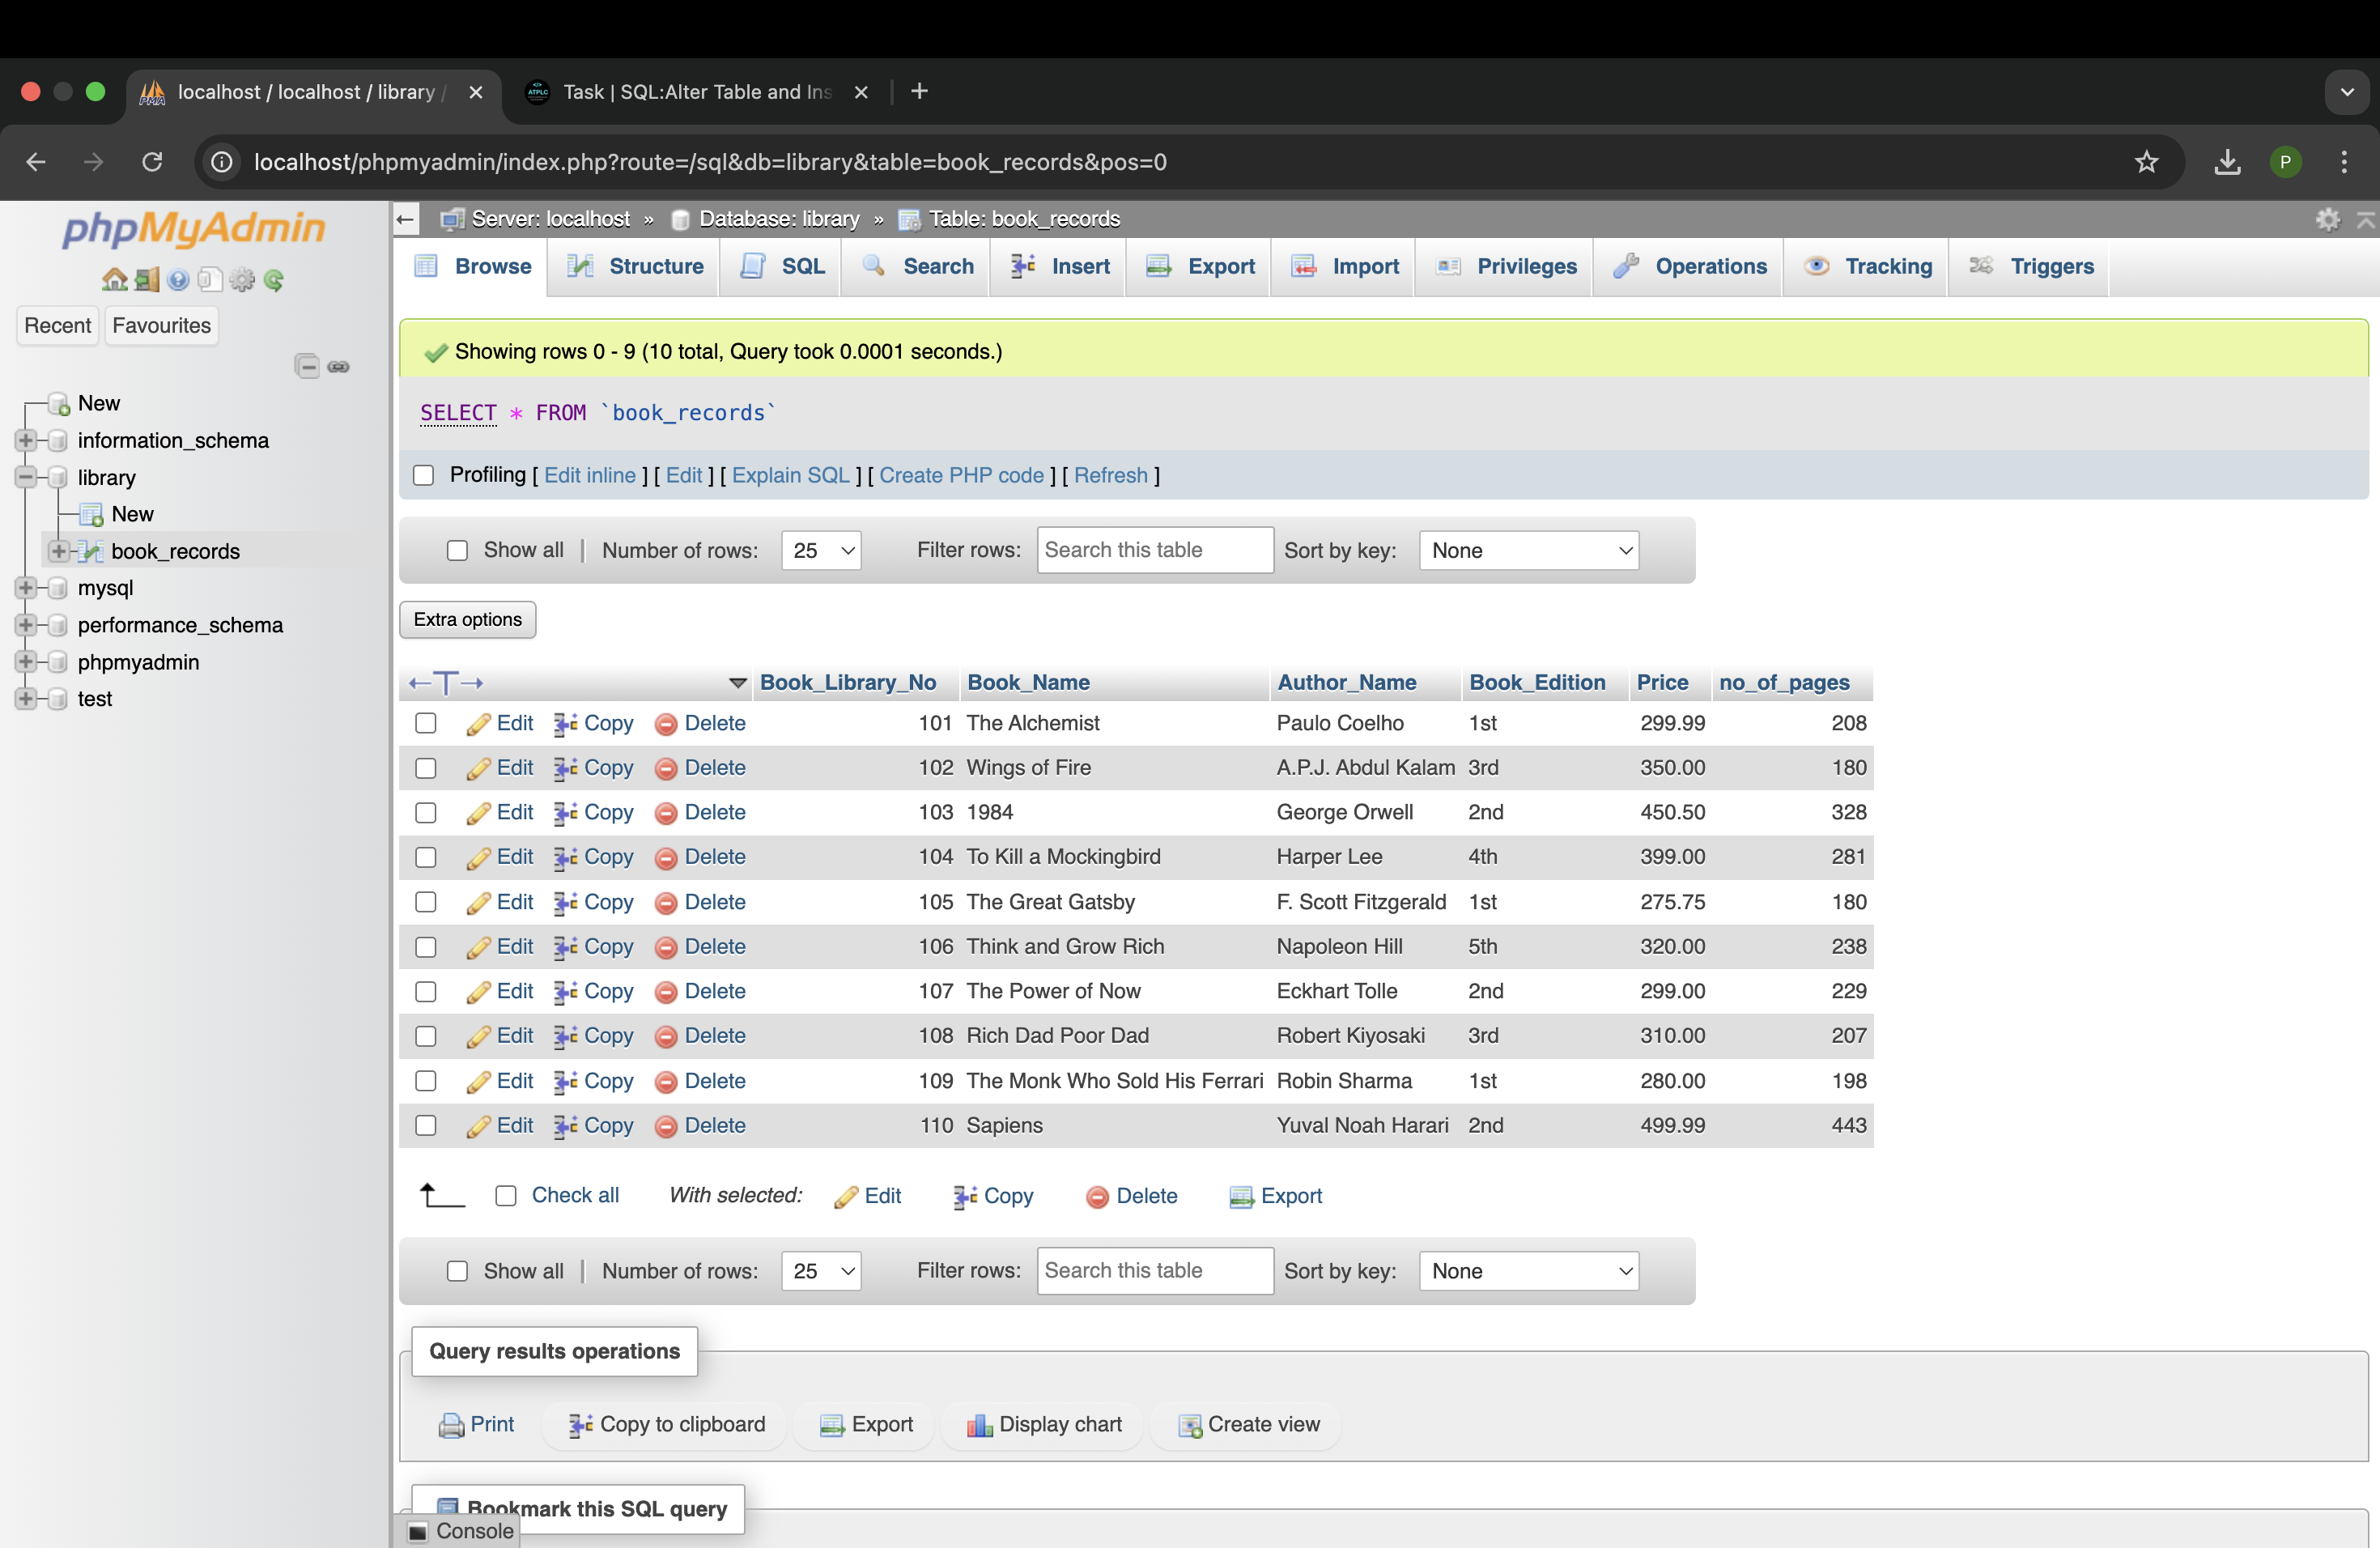 localhost / localhost / library /
Task | SQL:Alter Table and Ins
localhost/phpmyadmin/index.php?route=/sql&db=library&table=book_records&pos=0
P
phpMyAdmin
Recent Favourites
New
information_schema
library
New
book_records
mysql
performance_schema
phpmyadmin
test
Server: localhost » Database: library » Table: book_records
Browse Structure SQL Search Insert Export Import Privileges Operations Tracking Triggers
Showing rows 0 - 9 (10 total, Query took 0.0001 seconds.)
SELECT * FROM `book_records`
Profiling [ Edit inline ] [ Edit ] [ Explain SQL ] [ Create PHP code ] [ Refresh ]
Show all | Number of rows: 25 Filter rows: Search this table Sort by key: None
Extra options
Book_Library_No Book_Name Author_Name Book_Edition Price no_of_pages
Edit Copy Delete 101 The Alchemist Paulo Coelho 1st 299.99 208
Edit Copy Delete 102 Wings of Fire A.P.J. Abdul Kalam 3rd 350.00 180
Edit Copy Delete 103 1984 George Orwell 2nd 450.50 328
Edit Copy Delete 104 To Kill a Mockingbird Harper Lee 4th 399.00 281
Edit Copy Delete 105 The Great Gatsby F. Scott Fitzgerald 1st 275.75 180
Edit Copy Delete 106 Think and Grow Rich Napoleon Hill 5th 320.00 238
Edit Copy Delete 107 The Power of Now Eckhart Tolle 2nd 299.00 229
Edit Copy Delete 108 Rich Dad Poor Dad Robert Kiyosaki 3rd 310.00 207
Edit Copy Delete 109 The Monk Who Sold His Ferrari Robin Sharma 1st 280.00 198
Edit Copy Delete 110 Sapiens Yuval Noah Harari 2nd 499.99 443
Check all With selected: Edit Copy Delete Export
Show all | Number of rows: 25 Filter rows: Search this table Sort by key: None
Query results operations
Print Copy to clipboard Export Display chart Create view
Bookmark this SQL query
Console